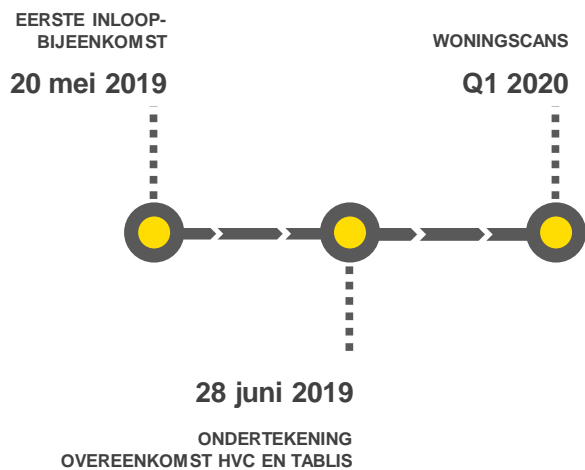 EERSTE INLOOP-
BIJEENKOMST
20 mei 2019
WONINGSCANS
Q1 2020
28 juni 2019
ONDERTEKENING
OVEREENKOMST HVC EN TABLIS